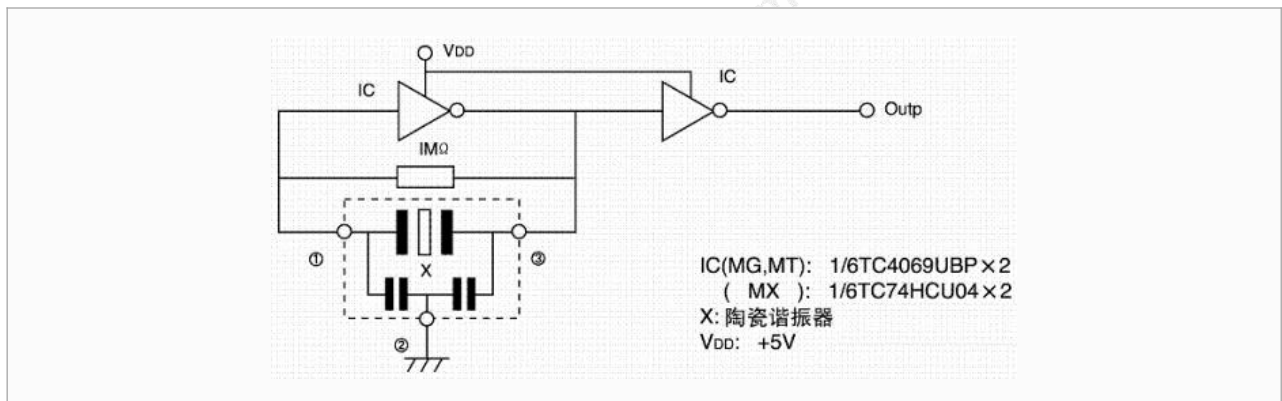 VDD
IC
IC
Outp
IMΩ
①
③
X
②
IC(MG,MT): 1/6TC4069UBP×2
( MX ): 1/6TC74HCU04×2
X: 陶瓷谐振器
VDD: +5V